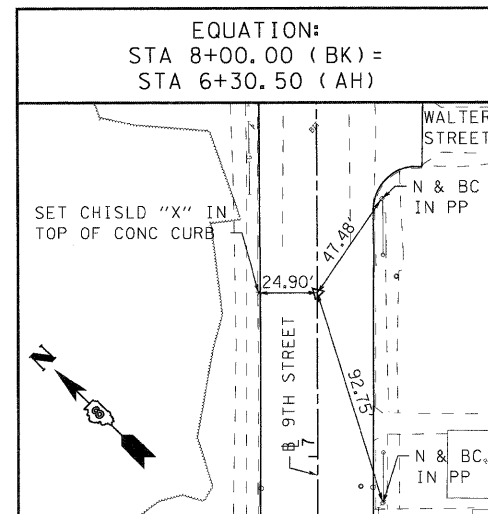 EQUATION:
STA 8+00.00 (BK)=
STA 6+30.50 (AH)
WALTER
STREET
N & BC
IN PP
SET CHISLD "X" IN
TOP OF CONC CURB
47.48'
24.90'
N
9TH STREET
92.75'
7
N & BC
IN PP